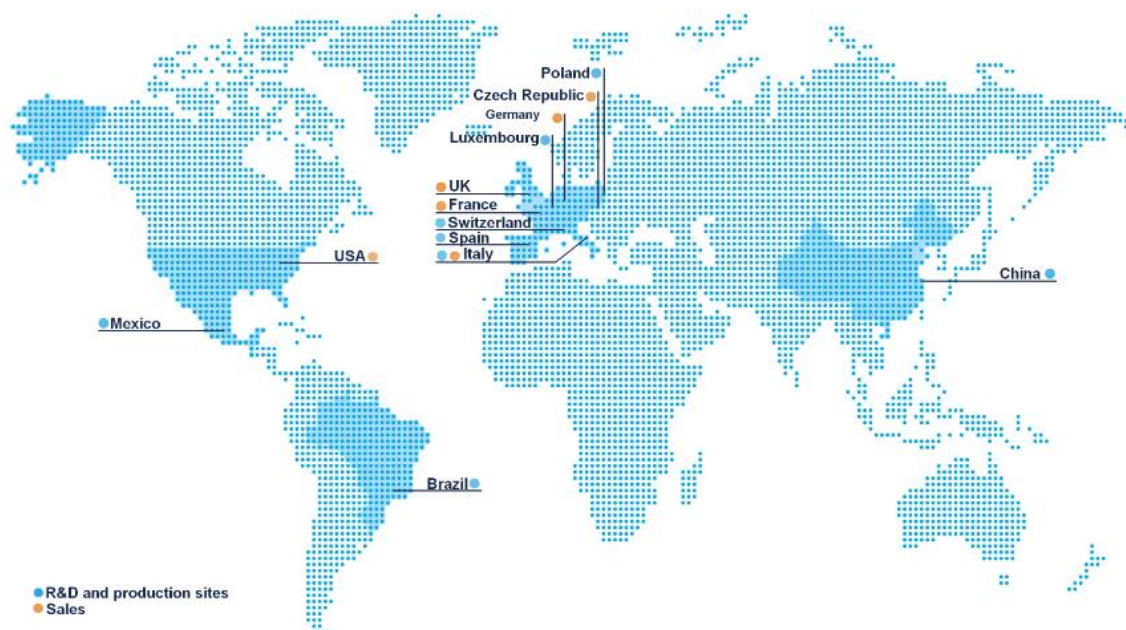 Poland
Czech Republic
Germany
Luxembourg
UK
France
Switzerland
Spain
USA
Italy
China
Mexico
Brazil
R&D and production sites
Sales